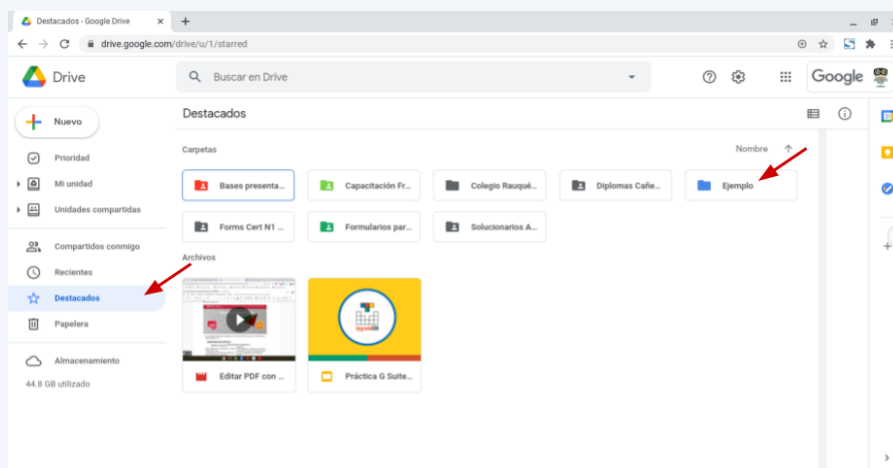 Destacados - Google Drive
drive.google.com/drive/u/1/starred
Drive
Buscar en Drive
Google
Nuevo
Destacados
Carpetas
Nombre
Prioridad
Mi unidad
Unidades compartidas
Compartidos conmigo
Recientes
Destacados
Papelera
Almacenamiento
44.8 GB utilizado
Bases presenta...
Capacitación Fr...
Colegio Rauqué...
Diplomas Cañe...
Ejemplo
Forms Cert N1 ...
Formularios par...
Solucionarios A...
Archivos
Editar PDF con ...
Práctica G Suite...